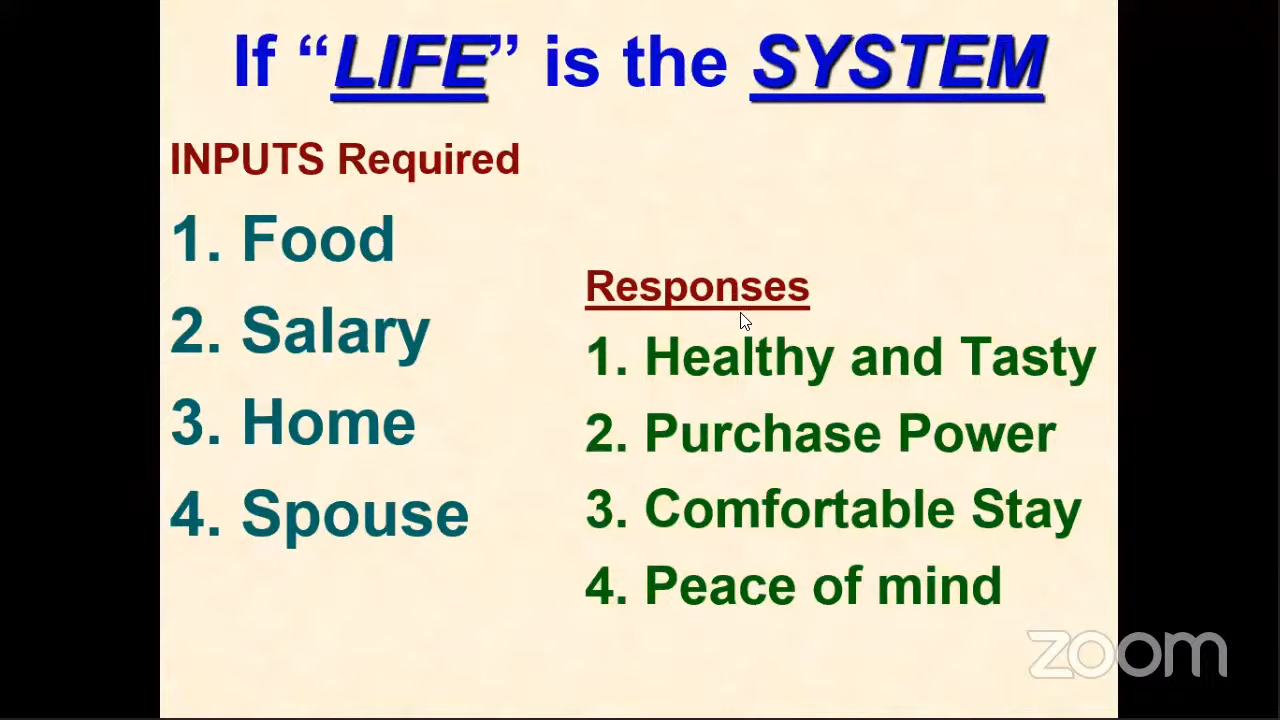 If “LIFE” is the SYSTEM
INPUTS Required
1. Food
2. Salary
3. Home
4. Spouse
Responses
1. Healthy and Tasty
2. Purchase Power
3. Comfortable Stay
4. Peace of mind
zoom